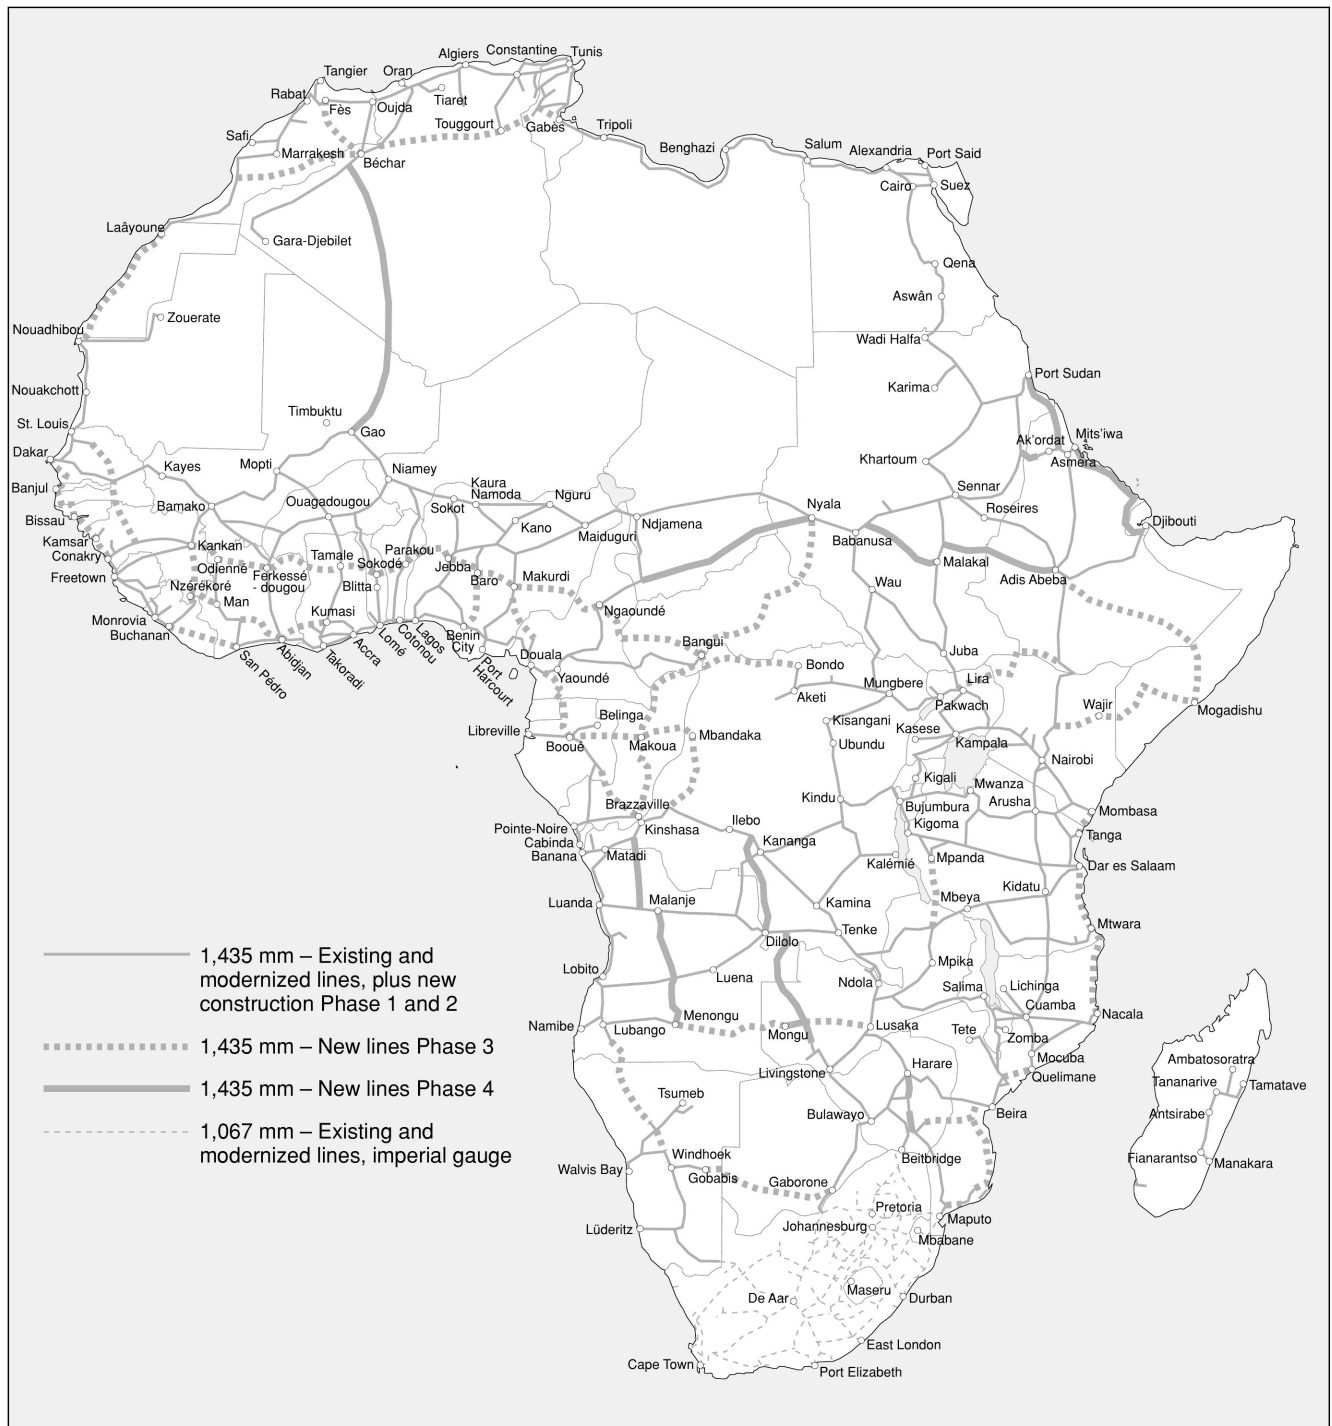 Algiers
Constantine
Tunis
Tangier
Oran
Rabat
Fès
Oujda
Tiaret
Touggourt
Gabès
Tripoli
Safi
Marrakesh
Béchar
Benghazi
Salum
Alexandria
Port Said
Cairo
Suez
Laâyoune
Gara-Djebilet
Qena
Aswân
Zouerate
Nouadhibou
Wadi Halfa
Port Sudan
Karima
Nouakchott
Timbuktu
St. Louis
Gao
Ak'ordat
Mits'iwa
Dakar
Kayes
Mopti
Niamey
Khartoum
Asmera
Banjul
Bamako
Ouagadougou
Kaura
Namoda
Nguru
Sokot
Sennar
Nyala
Roseires
Bissau
Kano
Ndjamena
Djibouti
Kamsar
Maiduguri
Babanusa
Conakry
Kankan
Tamale
Parakou
Odienné
Sokodé
Jebba
Malakal
Freetown
Ferkessé
- dougou
Baro
Makurdi
Adis Abeba
Nzérékoré
Blitta
Wau
Man
Kumasi
Ngaoundé
Monrovia
Buchanan
Benin
City
Bangui
Juba
San Pédro
Abidjan
Takoradi
Accra
Lomé
Cotonou
Lagos
Port
Harcourt
Douala
Yaoundé
Bondo
Aketi
Mungbere
Lira
Pakwach
Wajir
Mogadishu
Belinga
Kisangani
Kasese
Libreville
Booué
Makoua
Mbandaka
Ubundu
Kampala
Nairobi
Kigali
Mwanza
Kindu
Arusha
Brazzaville
Bujumbura
Mombasa
Pointe-Noire
Kinshasa
Ilebo
Kigoma
Tanga
Cabinda
Kananga
Banana
Matadi
Kalémié
Mpanda
Dar es Salaam
Kidatu
Luanda
Malanje
Kamina
Mbeya
Mtwara
Dilolo
Tenke
1,435 mm – Existing and
modernized lines, plus new
construction Phase 1 and 2
Lobito
Luena
Ndola
Mpika
Salima
Lichinga
Cuamba
Nacala
Namibe
Lubango
Menongu
Mongu
Lusaka
Tete
Zomba
1,435 mm – New lines Phase 3
Mocuba
Quelimane
Livingstone
Harare
Ambatosoratra
Tananarive
Tamatave
1,435 mm – New lines Phase 4
Tsumeb
Bulawayo
Beira
Antsirabe
1,067 mm – Existing and
modernized lines, imperial gauge
Windhoek
Beitbridge
Fianarantso
Manakara
Walvis Bay
Gobabis
Gaborone
Pretoria
Maputo
Lüderitz
Johannesburg
Mbabane
Maseru
De Aar
Durban
East London
Cape Town
Port Elizabeth